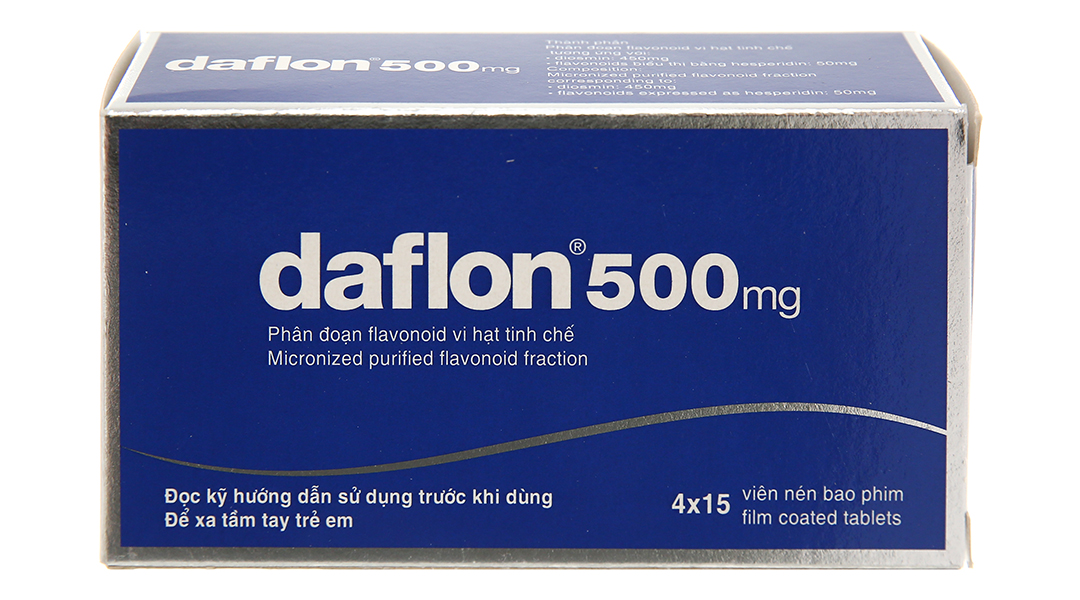 daflon® 500mg
Thành phần
Phân đoạn flavonoid vi hạt tinh chế
tương ứng với:
- diosmin: 450mg
- flavonoids biểu thị bằng hesperidin: 50mg
Composition:
Micronized purified flavonoid fraction
corresponding to:
- diosmin: 450mg
- flavonoids expressed as hesperidin: 50mg
daflon® 500mg
Phân đoạn flavonoid vi hạt tinh chế
Micronized purified flavonoid fraction
Đọc kỹ hướng dẫn sử dụng trước khi dùng
Để xa tầm tay trẻ em
4x15 viên nén bao phim
film coated tablets